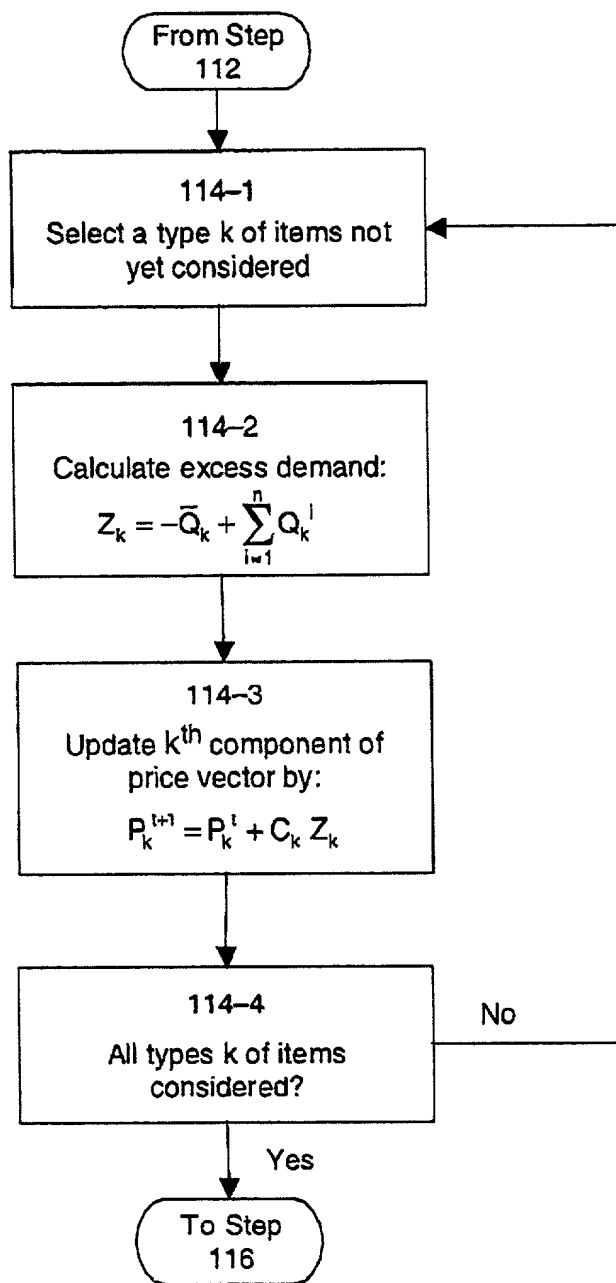 From Step
112
114–1
Select a type k of items not
yet considered
114–2
Calculate excess demand:
Z_k = −Q̅_k + ∑_{i=1}^{n} Q_k^i
114–3
Update k^th component of
price vector by:
P_k^{t+1} = P_k^t + C_k Z_k
114–4
All types k of items
considered?
No
Yes
To Step
116